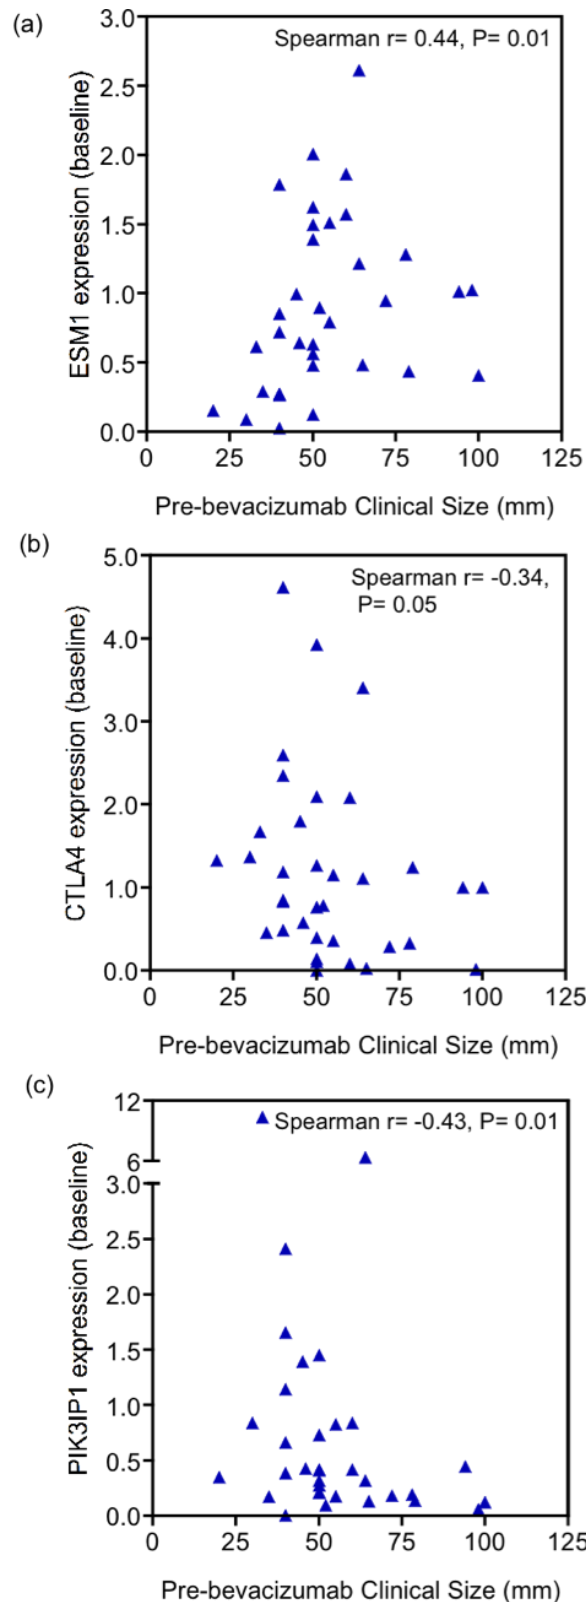 (a)
Spearman r= 0.44, P= 0.01
ESM1 expression (baseline)
3.0
2.5
2.0
1.5
1.0
0.5
0.0
0 25 50 75 100 125
Pre-bevacizumab Clinical Size (mm)
(b)
Spearman r= -0.34,
P= 0.05
CTLA4 expression (baseline)
5.0
4.0
3.0
2.0
1.0
0.0
0 25 50 75 100 125
Pre-bevacizumab Clinical Size (mm)
(c)
Spearman r= -0.43, P= 0.01
PIK3IP1 expression (baseline)
12
6
3.0
2.5
2.0
1.5
1.0
0.5
0.0
0 25 50 75 100 125
Pre-bevacizumab Clinical Size (mm)